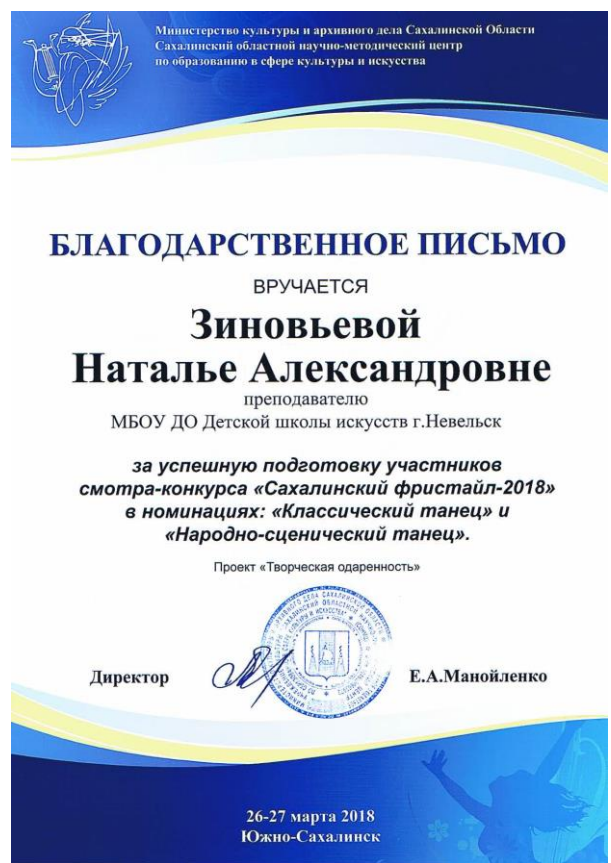 Министерство культуры и архивного дела Сахалинской Области
Сахалинский областной научно-методический центр
по образованию в сфере культуры и искусства
БЛАГОДАРСТВЕННОЕ ПИСЬМО
ВРУЧАЕТСЯ
Зиновьевой
Наталье Александровне
преподавателю
МБОУ ДО Детской школы искусств г.Невельск
за успешную подготовку участников
смотра-конкурса «Сахалинский фристайл-2018»
в номинациях: «Классический танец» и
«Народно-сценический танец».
Проект «Творческая одаренность»
Директор
Е.А.Манойленко
26-27 марта 2018
Южно-Сахалинск